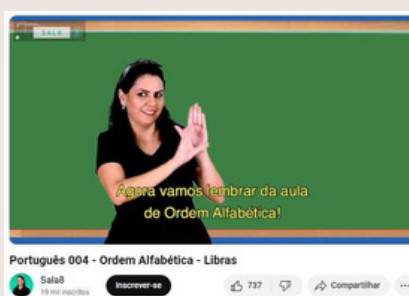 SALA 8
Agora vamos lembrar da aula
de Ordem Alfabética!
Português 004 - Ordem Alfabética - Libras
Sala8
19 mil inscritos
Inscrever-se
737
Compartilhar
...